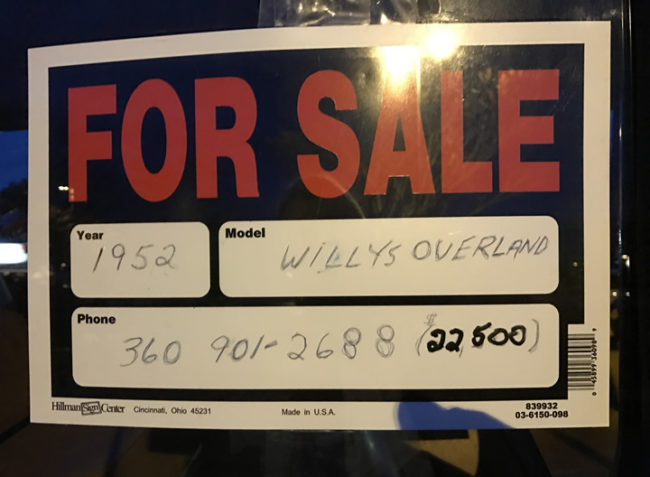 FOR SALE
Year
1952
Model
WILLYS OVERLAND
Phone
360 901-2688 ($22,500)
Hillman Sign Center Cincinnati, Ohio 45231 Made in U.S.A.
839932
03-6150-098